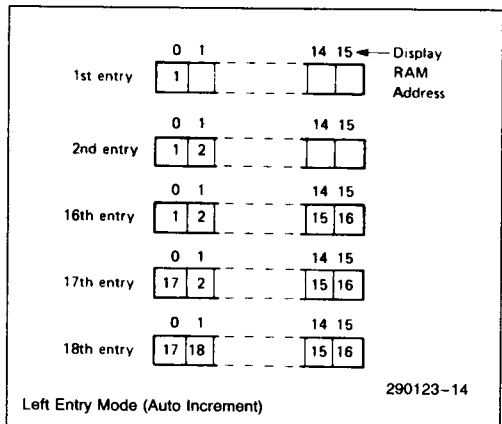 0 1 14 15 Display
1st entry 1 RAM
Address
0 1 14 15
2nd entry 1 2
0 1 14 15
16th entry 1 2 15 16
0 1 14 15
17th entry 17 2 15 16
0 1 14 15
18th entry 17 18 15 16
290123-14
Left Entry Mode (Auto Increment)